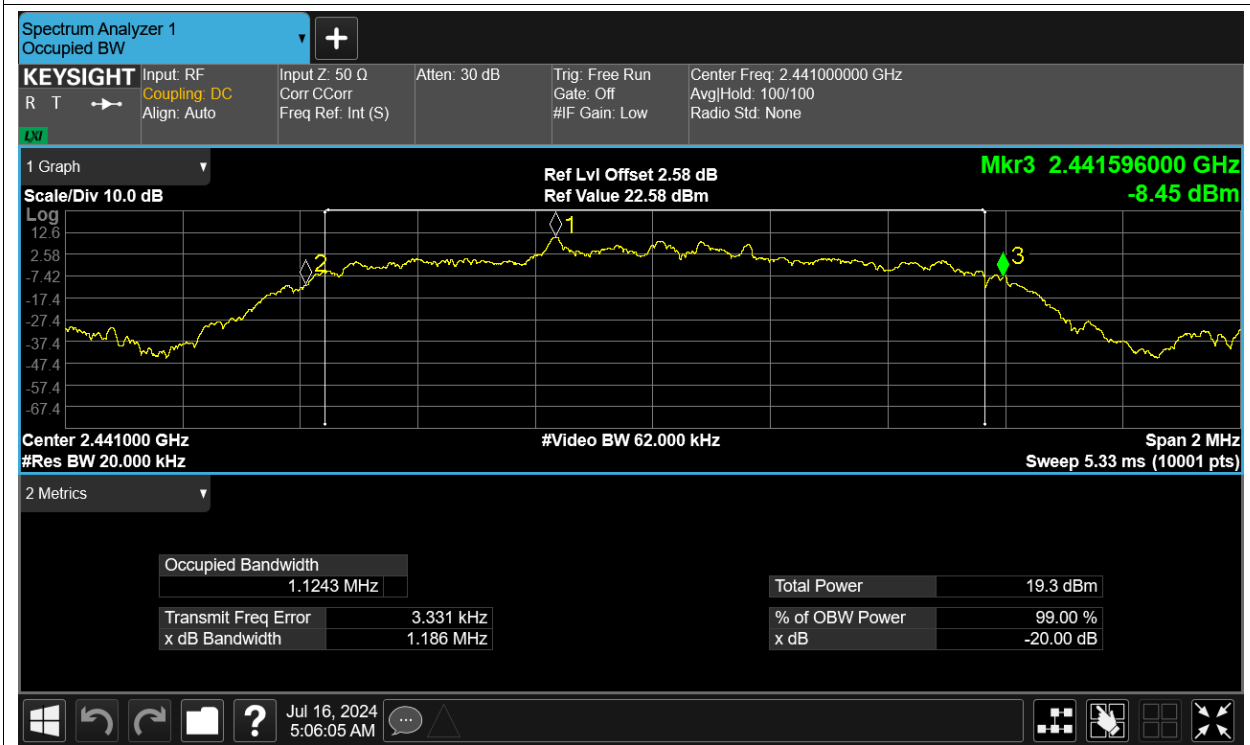 Spectrum Analyzer 1
Occupied BW
KEYSIGHT
R T
LXI
Input: RF
Coupling: DC
Align: Auto
Input Z: 50 Ω
Corr CCorr
Freq Ref: Int (S)
Atten: 30 dB
Trig: Free Run
Gate: Off
#IF Gain: Low
Center Freq: 2.441000000 GHz
Avg|Hold: 100/100
Radio Std: None
1 Graph
Scale/Div 10.0 dB
Ref Lvl Offset 2.58 dB
Ref Value 22.58 dBm
Mkr3 2.441596000 GHz
-8.45 dBm
Log
12.6
2.58
-7.42
-17.4
-27.4
-37.4
-47.4
-57.4
-67.4
1
2
3
Center 2.441000 GHz
#Res BW 20.000 kHz
#Video BW 62.000 kHz
Span 2 MHz
Sweep 5.33 ms (10001 pts)
2 Metrics
Occupied Bandwidth
1.1243 MHz
Transmit Freq Error 3.331 kHz
x dB Bandwidth 1.186 MHz
Total Power 19.3 dBm
% of OBW Power 99.00 %
x dB -20.00 dB
?
Jul 16, 2024
5:06:05 AM